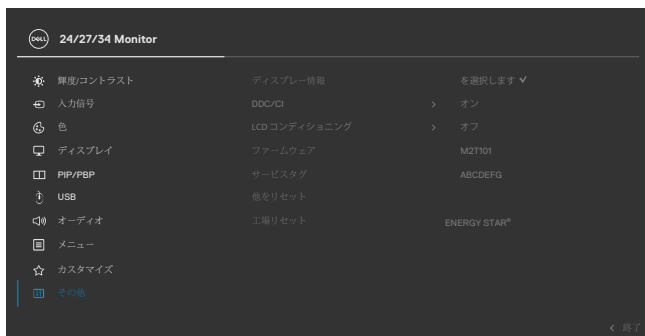 DELL 24/27/34 Monitor
輝度/コントラスト ディスプレー情報 を選択します
入力信号 DDC/CI > オン
色 LCD コンディショニング > オフ
ディスプレイ ファームウェア M2T101
PIP/PBP サービスタグ ABCDEFG
USB 他をリセット
オーディオ 工場リセット ENERGY STAR®
メニュー
カスタマイズ
その他
< 終了